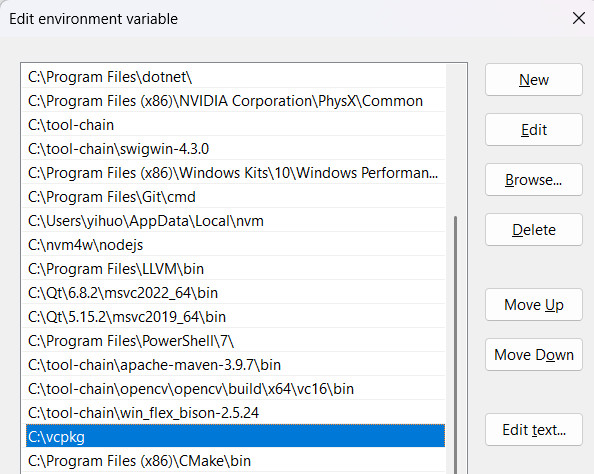 Edit environment variable
C:\Program Files\dotnet\
New
C:\Program Files (x86)\NVIDIA Corporation\PhysX\Common
C:\tool-chain
Edit
C:\tool-chain\swigwin-4.3.0
C:\Program Files (x86)\Windows Kits\10\Windows Performan...
Browse...
C:\Program Files\Git\cmd
C:\Users\yihuo\AppData\Local\nvm
Delete
C:\nvm4w\nodejs
C:\Program Files\LLVM\bin
C:\Qt\6.8.2\msvc2022_64\bin
Move Up
C:\Qt\5.15.2\msvc2019_64\bin
C:\Program Files\PowerShell\7\
Move Down
C:\tool-chain\apache-maven-3.9.7\bin
C:\tool-chain\opencv\opencv\build\x64\vc16\bin
C:\tool-chain\win_flex_bison-2.5.24
Edit text...
C:\vcpkg
C:\Program Files (x86)\CMake\bin